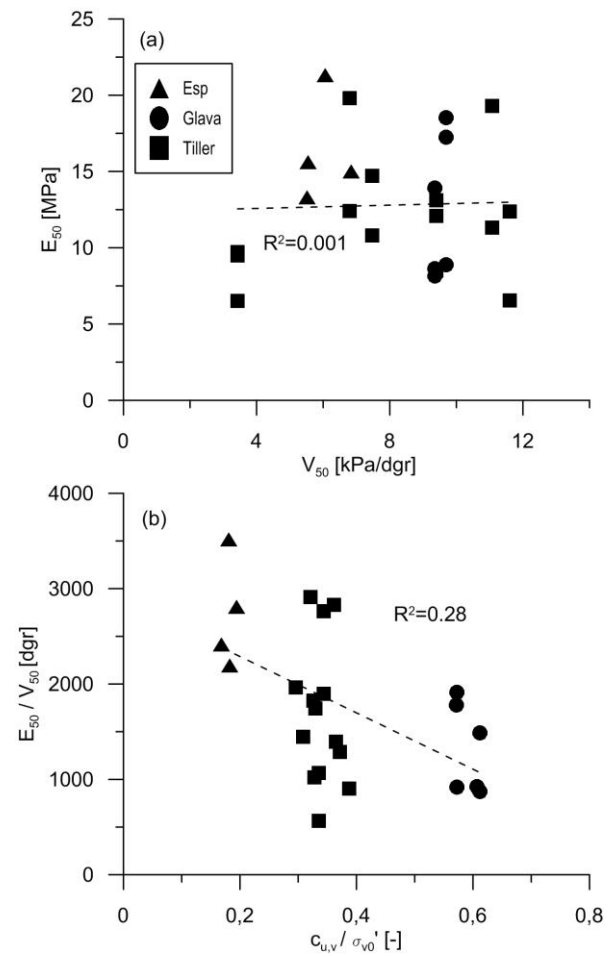 (a)
Esp
Glava
Tiller
R²=0.001
25
20
15
10
5
0
E₅₀ [MPa]
0
4
8
12
V₅₀ [kPa/dgr]
(b)
R²=0.28
4000
3000
2000
1000
0
E₅₀ / V₅₀ [dgr]
0
0,2
0,4
0,6
0,8
c_u,v / σ_v0' [-]